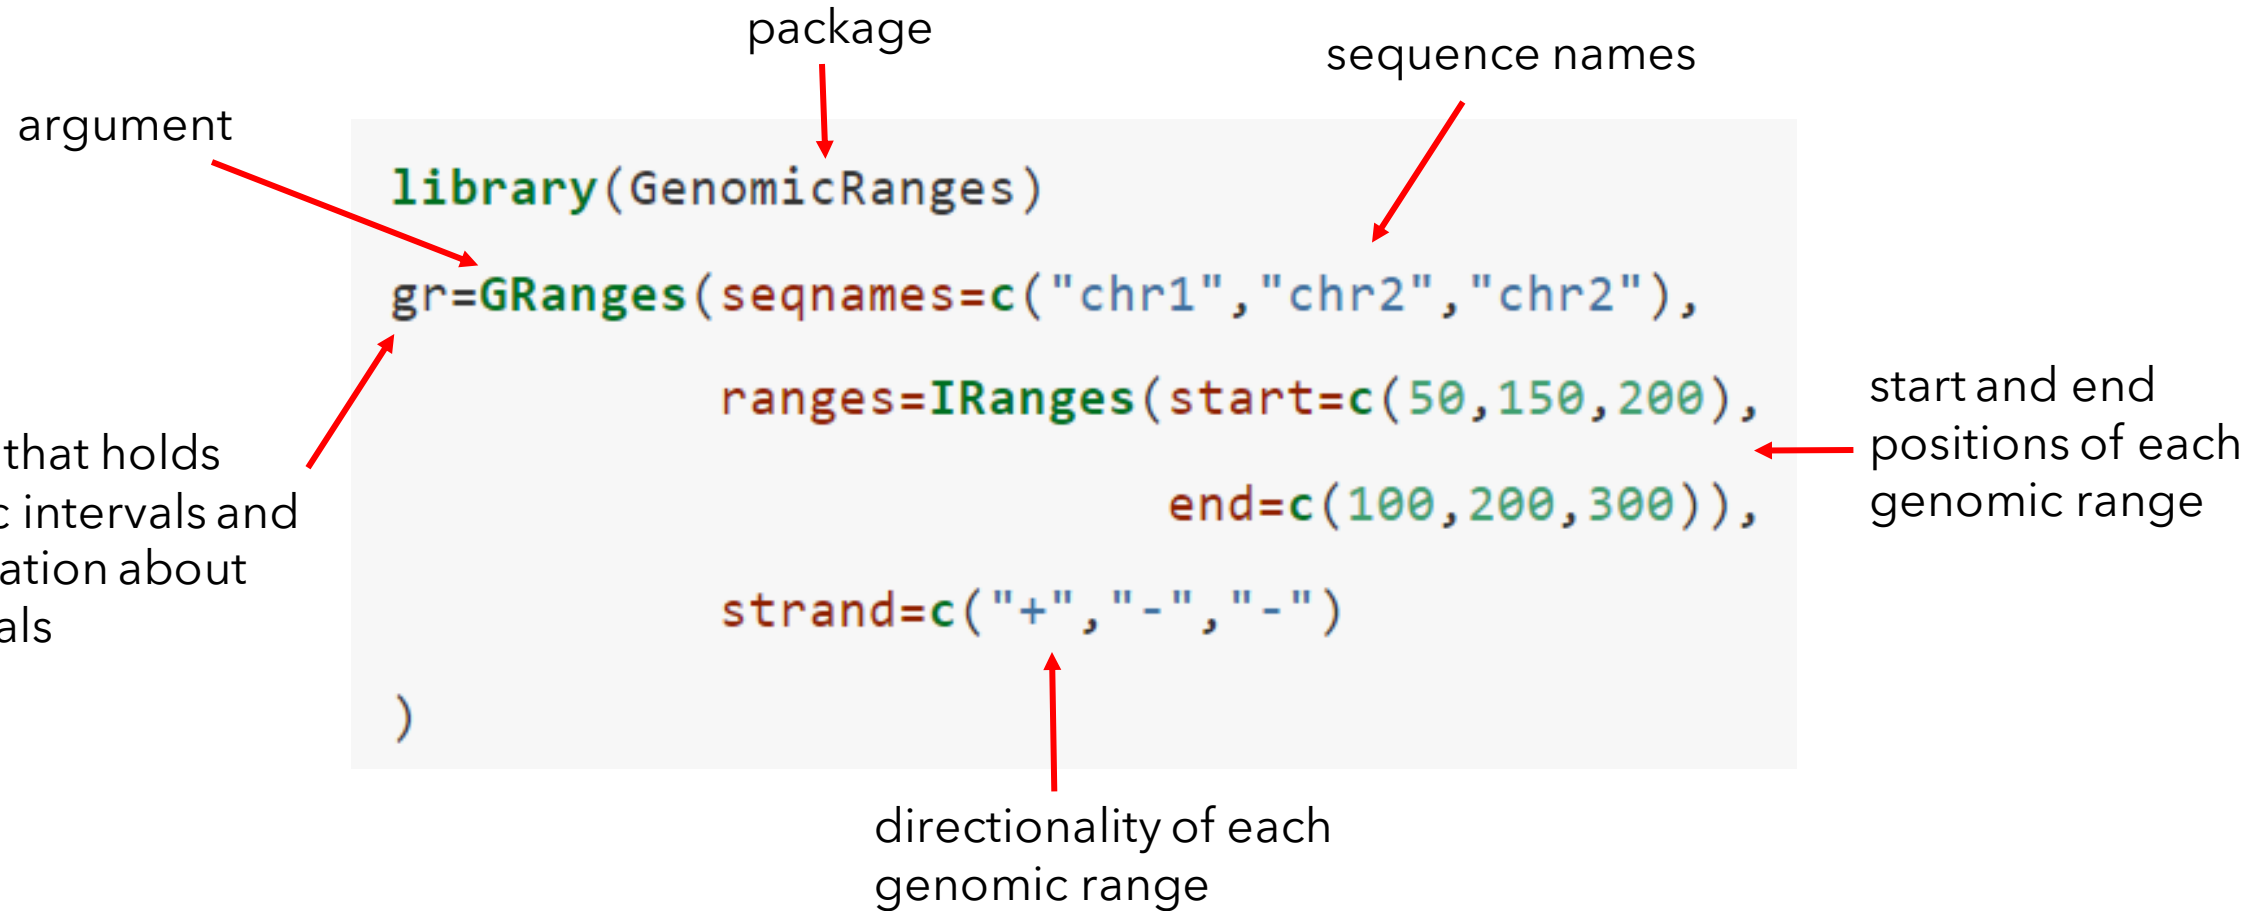 package
sequence names
argument
library(GenomicRanges)
gr=GRanges(seqnames=c("chr1","chr2","chr2"),
ranges=IRanges(start=c(50,150,200),
end=c(100,200,300)),
strand=c("+","-","-")
)
that holds
intervals and
about
start and end
positions of each
genomic range
directionality of each
genomic range